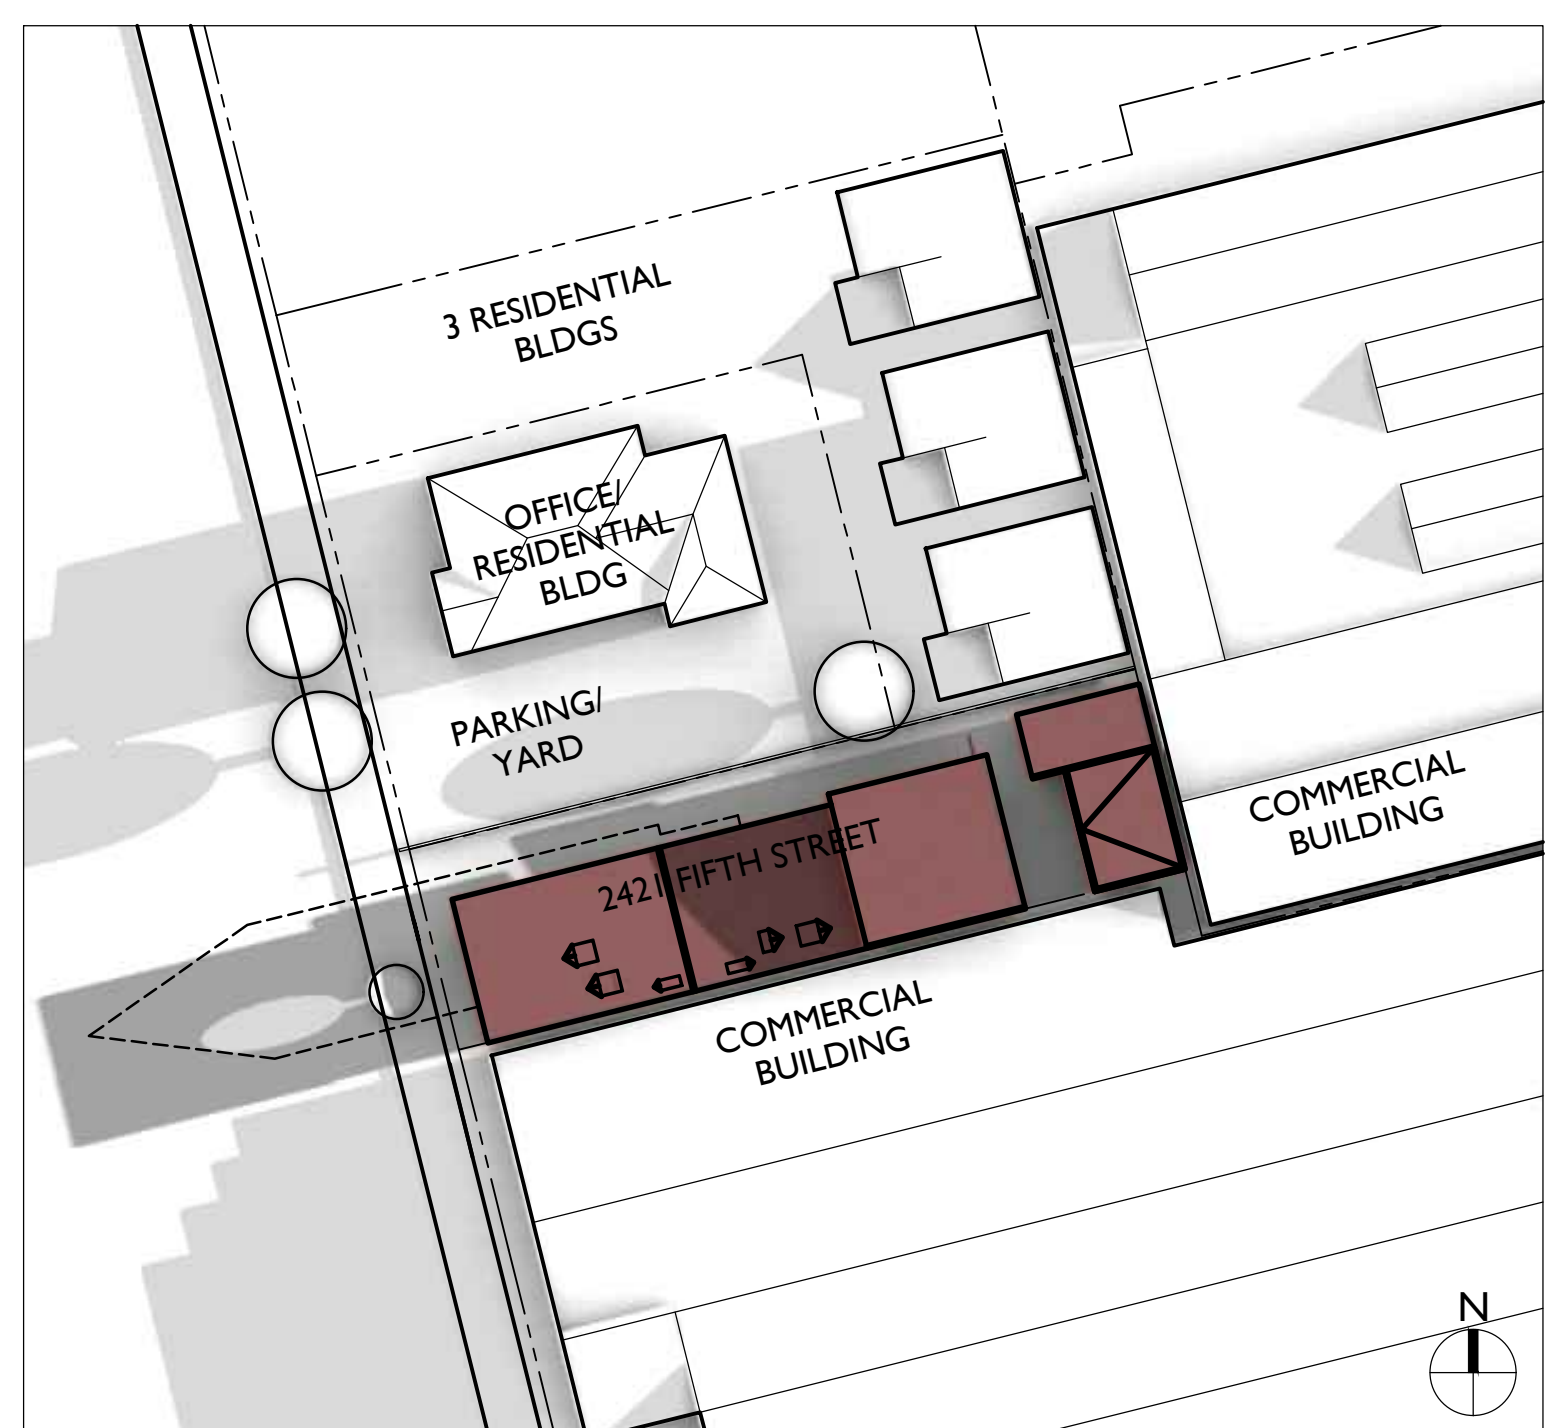 3 RESIDENTIAL
BLDGS
OFFICE/
RESIDENTIAL
BLDG
PARKING/
YARD
2421 FIFTH STREET
COMMERCIAL
BUILDING
COMMERCIAL
BUILDING
N